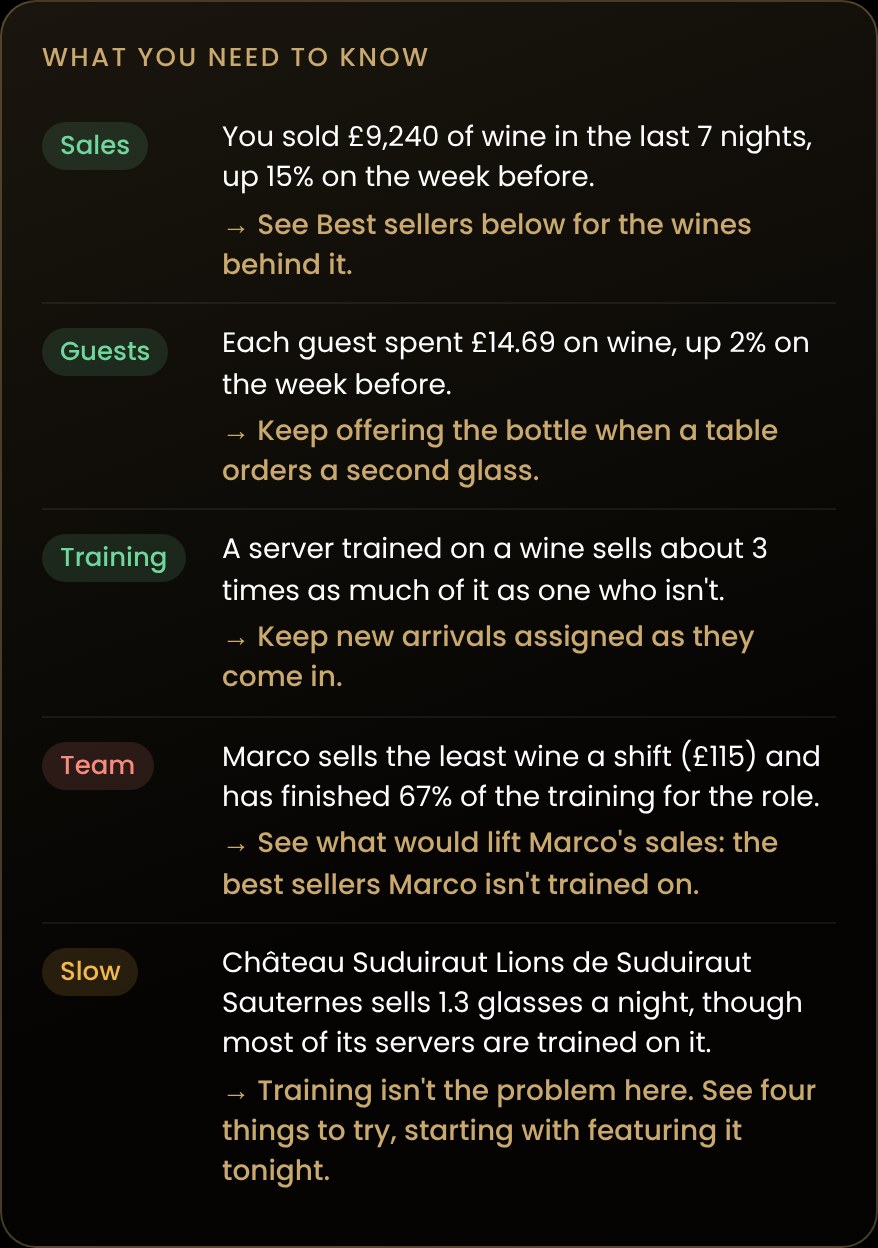 WHAT YOU NEED TO KNOW
Sales
You sold £9,240 of wine in the last 7 nights,
up 15% on the week before.
→ See Best sellers below for the wines
behind it.
Guests
Each guest spent £14.69 on wine, up 2% on
the week before.
→ Keep offering the bottle when a table
orders a second glass.
Training
A server trained on a wine sells about 3
times as much of it as one who isn't.
→ Keep new arrivals assigned as they
come in.
Team
Marco sells the least wine a shift (£115) and
has finished 67% of the training for the role.
→ See what would lift Marco's sales: the
best sellers Marco isn't trained on.
Slow
Château Suduiraut Lions de Suduiraut
Sauternes sells 1.3 glasses a night, though
most of its servers are trained on it.
→ Training isn't the problem here. See four
things to try, starting with featuring it
tonight.